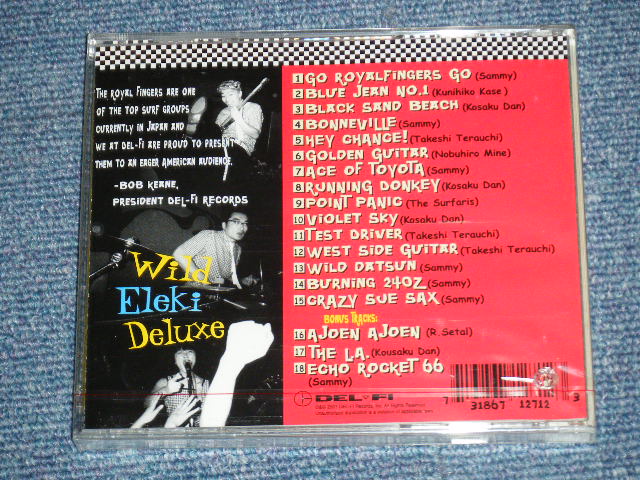 THE ROYAL FINGERS ARE ONE
OF THE TOP SURF GROUPS
CURRENTLY IN JAPAN AND
WE AT DEL-FI ARE PROUD TO PRESENT
THEM TO AN EAGER AMERICAN AUDIENCE.
-BOB KEANE,
PRESIDENT DEL-FI RECORDS
Wild
Eleki
Deluxe
1 GO ROYALFINGERS GO (Sammy)
2 BLUE JEAN NO.1 (Kunihiko Kase)
3 BLACK SAND BEACH (Kosaku Dan)
4 BONNEVILLE (Sammy)
5 HEY CHANCE! (Takeshi Terauchi)
6 GOLDEN GUITAR (Nobuhiro Mine)
7 ACE OF TOYOTA (Sammy)
8 RUNNING DONKEY (Kosaku Dan)
9 POINT PANIC (The Surfaris)
10 VIOLET SKY (Kosaku Dan)
11 TEST DRIVER (Takeshi Terauchi)
12 WEST SIDE GUITAR (Takeshi Terauchi)
13 WILD DATSUN (Sammy)
14 BURNING 240Z (Sammy)
15 CRAZY SUE SAX (Sammy)
BONUS TRACKS:
16 AJOEN AJOEN (R. Setal)
17 THE L.A. (Kousaku Dan)
18 ECHO ROCKET 66
(Sammy)
DEL-FI
7 31867 12712 3